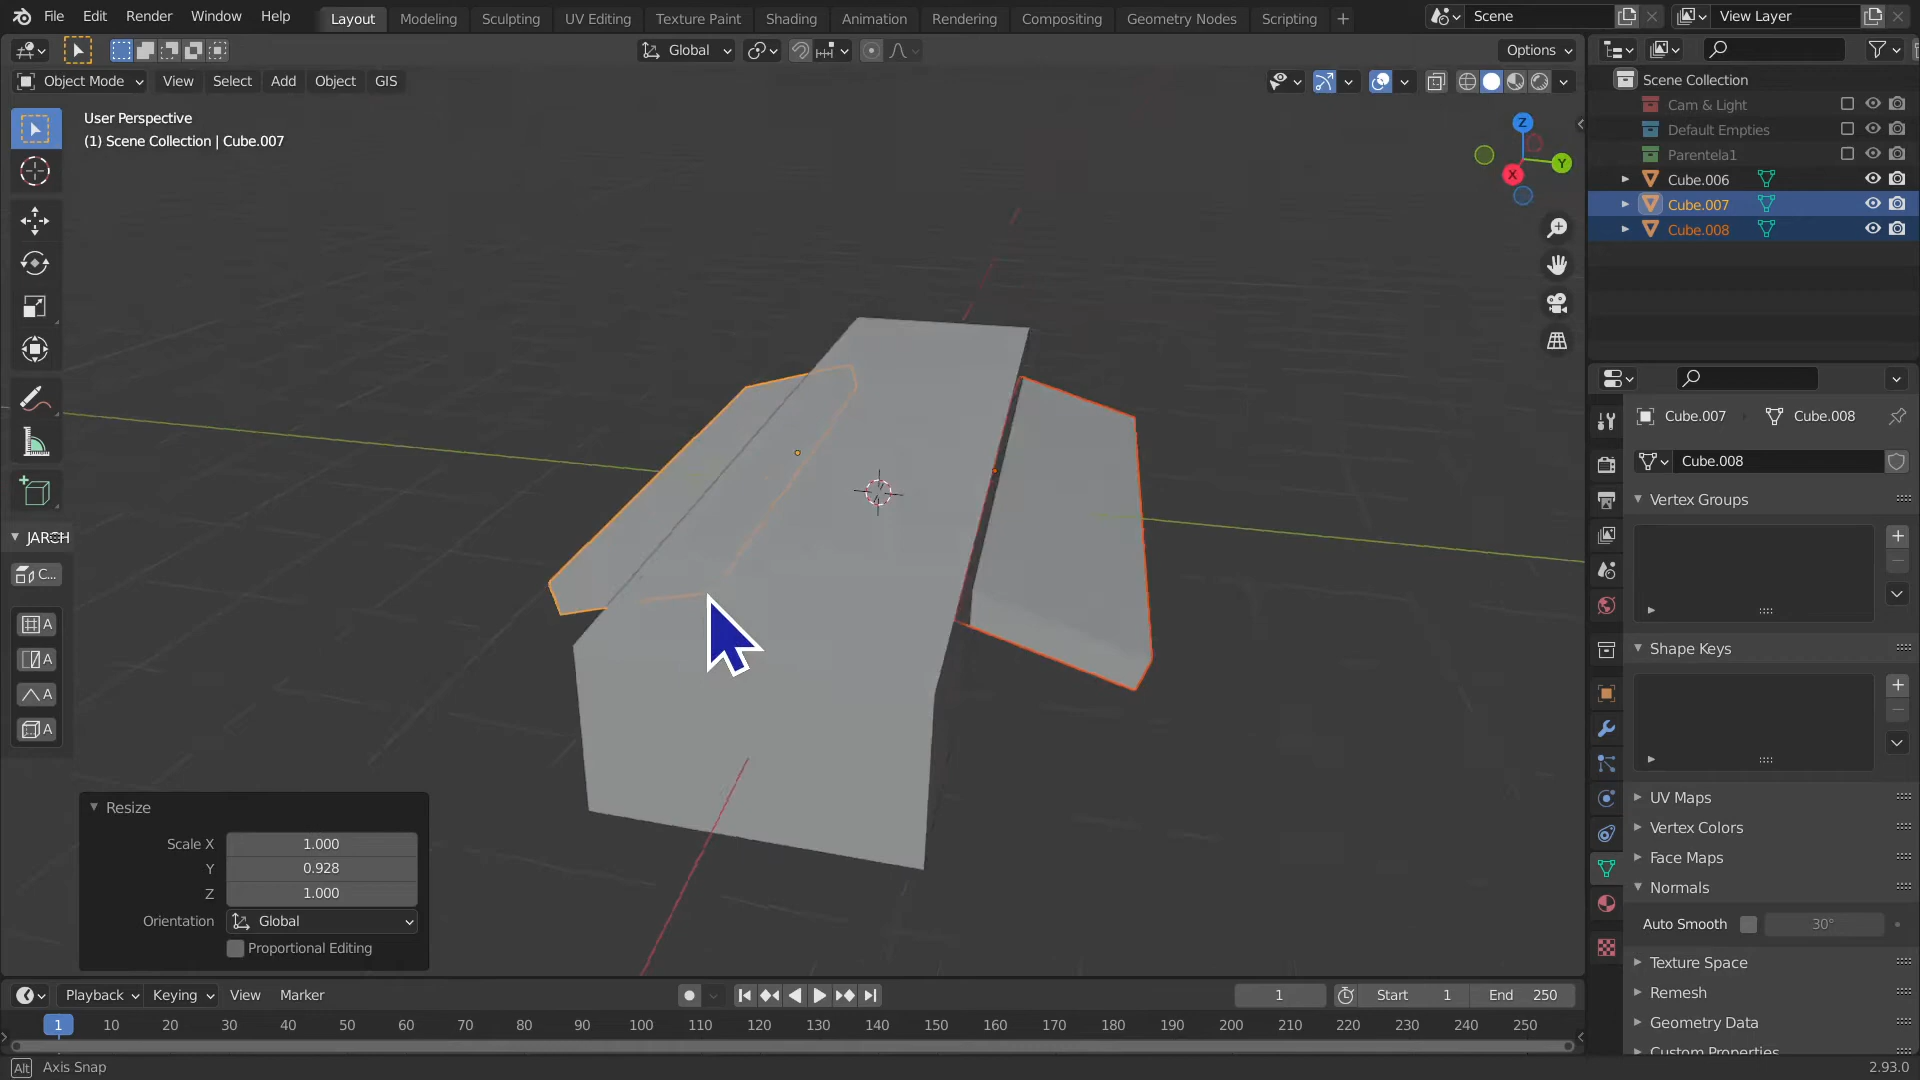 File Edit Render Window Help Layout Modeling Sculpting UV Editing Texture Paint Shading Animation Rendering Compositing Geometry Nodes Scripting + Scene View Layer
Global Options
Object Mode View Select Add Object GIS
User Perspective
(1) Scene Collection | Cube.007
Z
Y
X
Scene Collection
Cam & Light
Default Empties
Parentela1
Cube.006
Cube.007
Cube.008
Cube.007 Cube.008
Cube.008
Vertex Groups
Shape Keys
UV Maps
Vertex Colors
Face Maps
Normals
Auto Smooth 30°
Texture Space
Remesh
Geometry Data
Custom Properties
C...
A
A
A
A
Resize
Scale X 1.000
Y 0.928
Z 1.000
Orientation Global
Proportional Editing
Playback Keying View Marker 1 Start 1 End 250
1 10 20 30 40 50 60 70 80 90 100 110 120 130 140 150 160 170 180 190 200 210 220 230 240 250
Alt Axis Snap 2.93.0